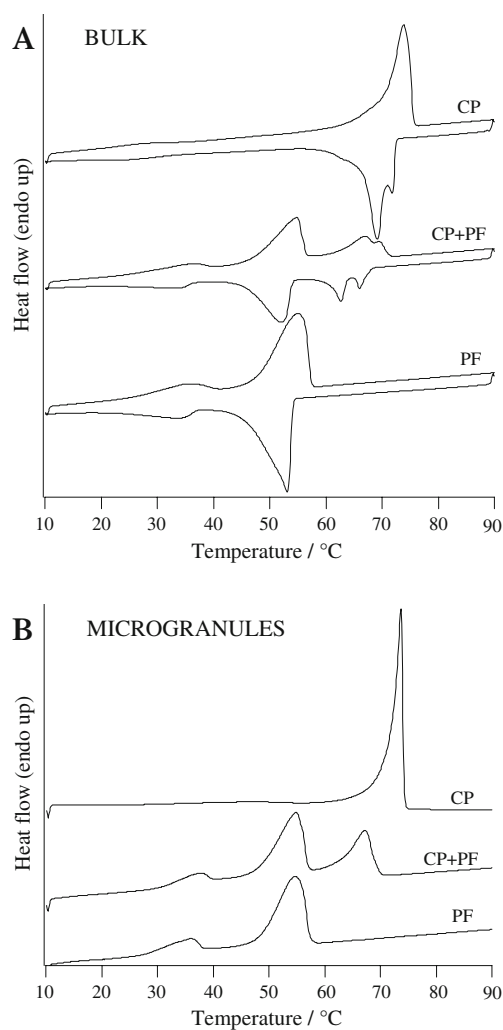 A BULK
CP
CP+PF
PF
Heat flow (endo up)
10 20 30 40 50 60 70 80 90
Temperature / °C
B MICROGRANULES
CP
CP+PF
PF
Heat flow (endo up)
10 20 30 40 50 60 70 80 90
Temperature / °C